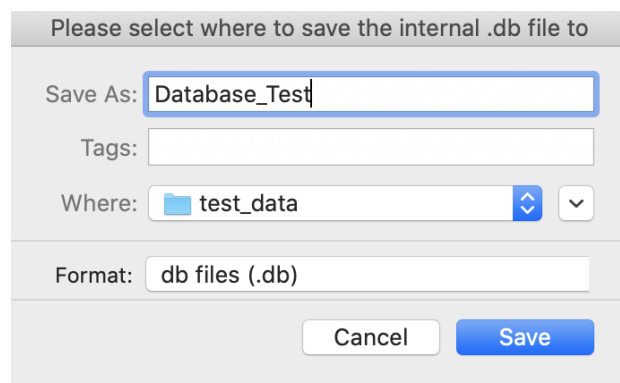 Please select where to save the internal .db file to
Save As: Database_Test
Tags:
Where: test_data
Format: db files (.db)
Cancel Save